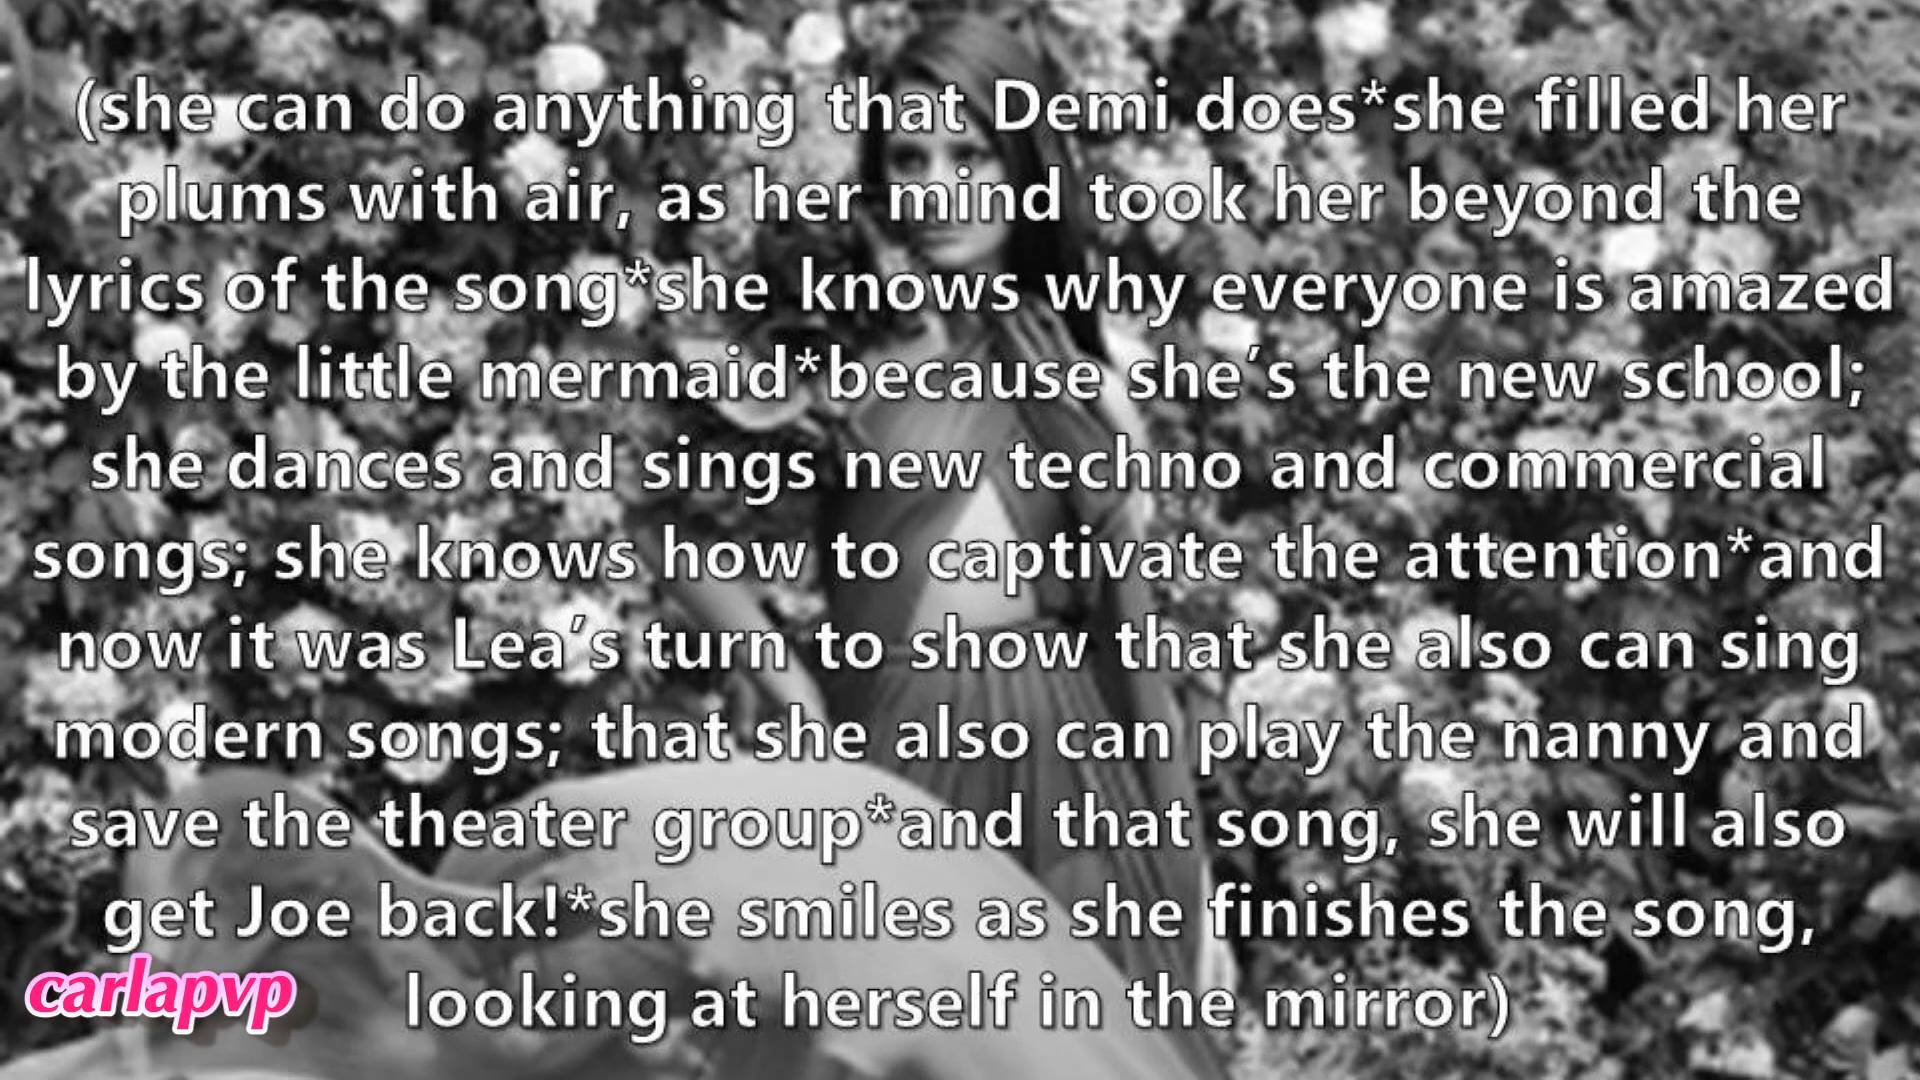 (she can do anything that Demi does*she filled her
plums with air, as her mind took her beyond the
lyrics of the song*she knows why everyone is amazed
by the little mermaid*because she’s the new school;
she dances and sings new techno and commercial
songs; she knows how to captivate the attention*and
now it was Lea’s turn to show that she also can sing
modern songs; that she also can play the nanny and
save the theater group*and that song, she will also
get Joe back!*she smiles as she finishes the song,
looking at herself in the mirror)
carlapvp